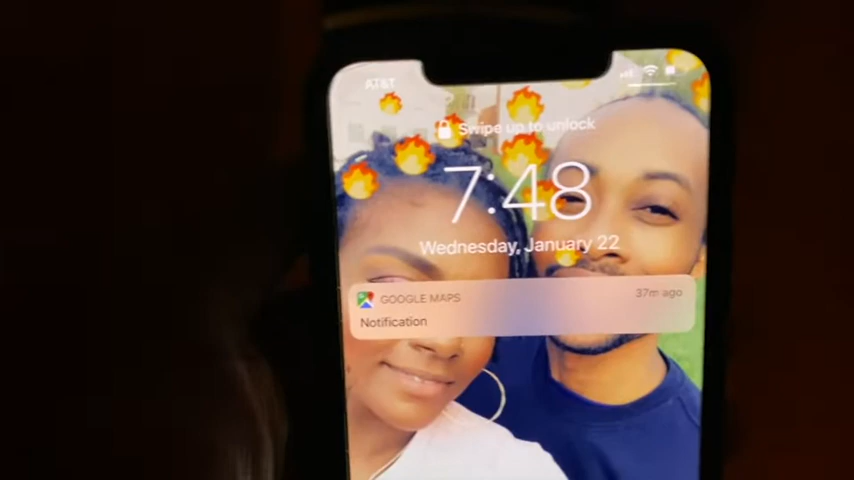 AT&T
Swipe up to unlock
7:48
Wednesday, January 22
GOOGLE MAPS
37m ago
Notification